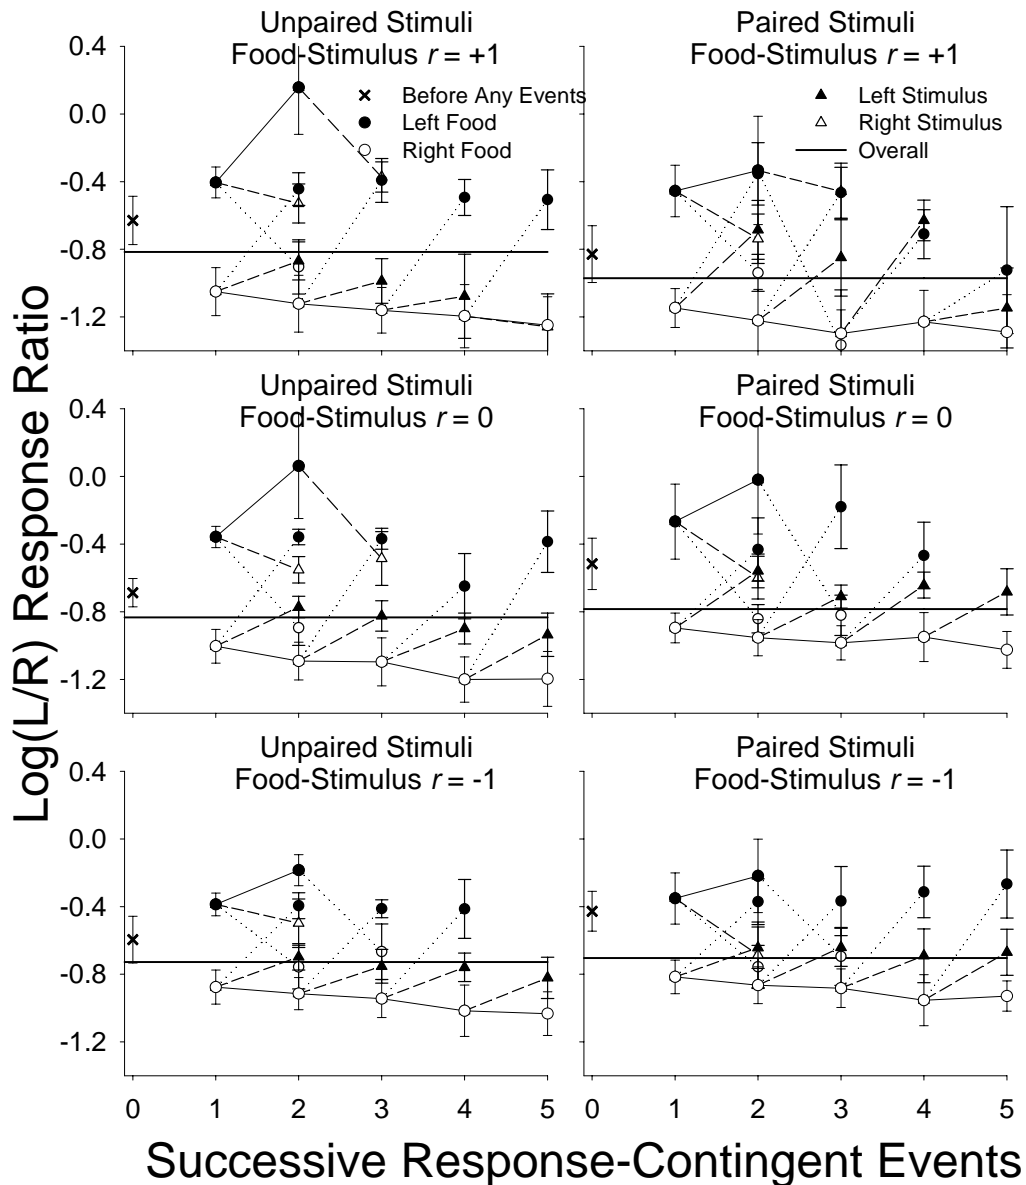 Unpaired Stimuli
Food-Stimulus r = +1
Paired Stimuli
Food-Stimulus r = +1
0.4
0.0
-0.4
-0.8
-1.2
Before Any Events
Left Food
Right Food
Left Stimulus
Right Stimulus
Overall
Unpaired Stimuli
Food-Stimulus r = 0
Paired Stimuli
Food-Stimulus r = 0
0.4
0.0
-0.4
-0.8
-1.2
Unpaired Stimuli
Food-Stimulus r = -1
Paired Stimuli
Food-Stimulus r = -1
0.4
0.0
-0.4
-0.8
-1.2
0 1 2 3 4 5
0 1 2 3 4 5
Log(L/R) Response Ratio
Successive Response-Contingent Events